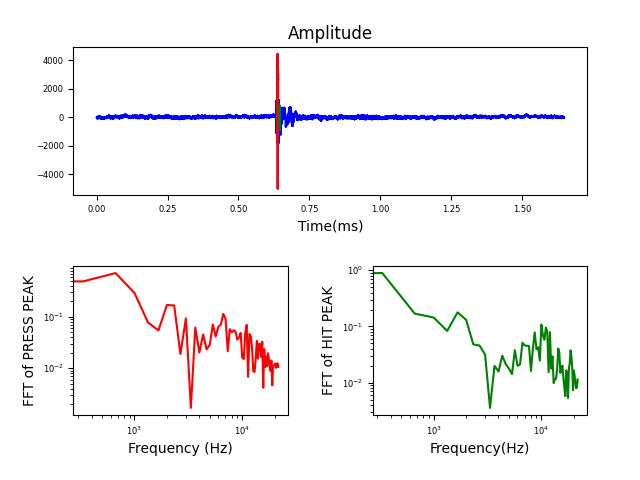 Amplitude
4000
2000
0
−2000
−4000
0.00 0.25 0.50 0.75 1.00 1.25 1.50
Time(ms)
FFT of PRESS PEAK
10⁻¹
10⁻²
10³ 10⁴
Frequency (Hz)
FFT of HIT PEAK
10⁰
10⁻¹
10⁻²
10³ 10⁴
Frequency(Hz)